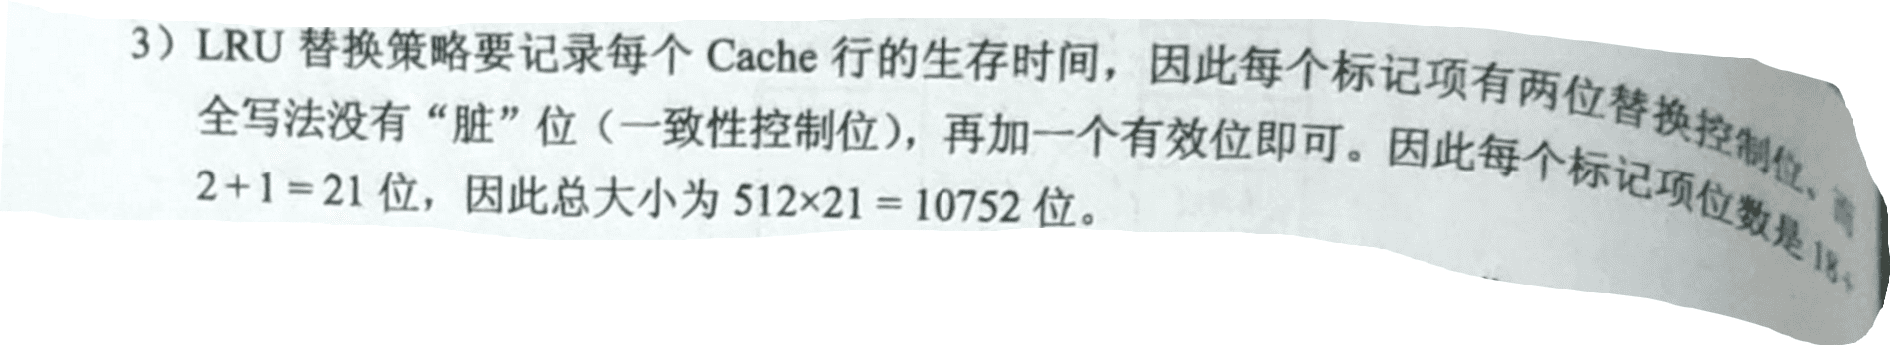 3）LRU 替换策略要记录每个 Cache 行的生存时间，因此每个标记项有两位替换控制位、而
全写法没有“脏”位（一致性控制位），再加一个有效位即可。因此每个标记项位数是 18+
2+1=21 位，因此总大小为 512×21=10752 位。